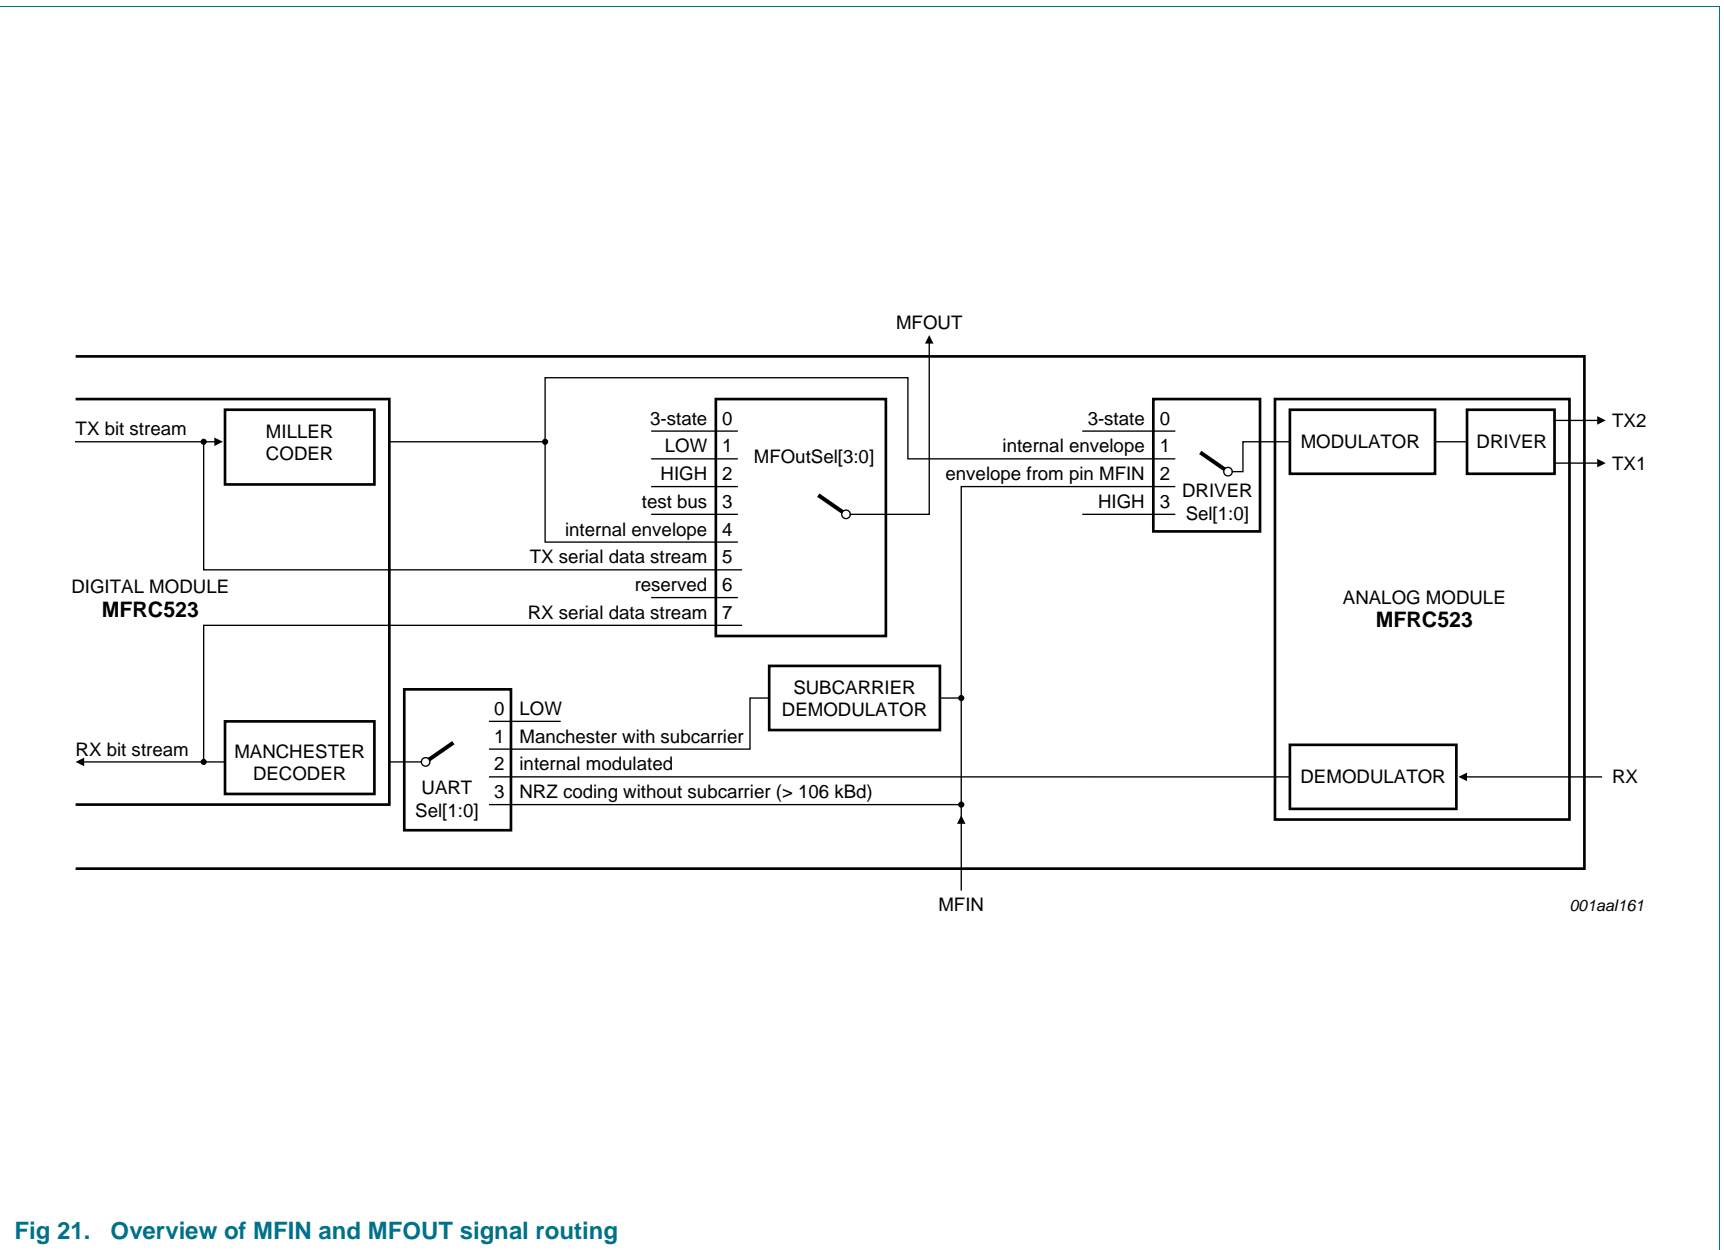 MFOUT
TX bit stream
MILLER
CODER
3-state 0
LOW 1
HIGH 2
test bus 3
internal envelope 4
TX serial data stream 5
reserved 6
RX serial data stream 7
MFOutSel[3:0]
3-state 0
internal envelope 1
envelope from pin MFIN 2
HIGH 3
DRIVER
Sel[1:0]
MODULATOR
DRIVER
TX2
TX1
DIGITAL MODULE
MFRC523
ANALOG MODULE
MFRC523
SUBCARRIER
DEMODULATOR
RX bit stream
MANCHESTER
DECODER
UART
Sel[1:0]
0 LOW
1 Manchester with subcarrier
2 internal modulated
3 NRZ coding without subcarrier (> 106 kBd)
DEMODULATOR
RX
MFIN
001aal161
Fig 21. Overview of MFIN and MFOUT signal routing